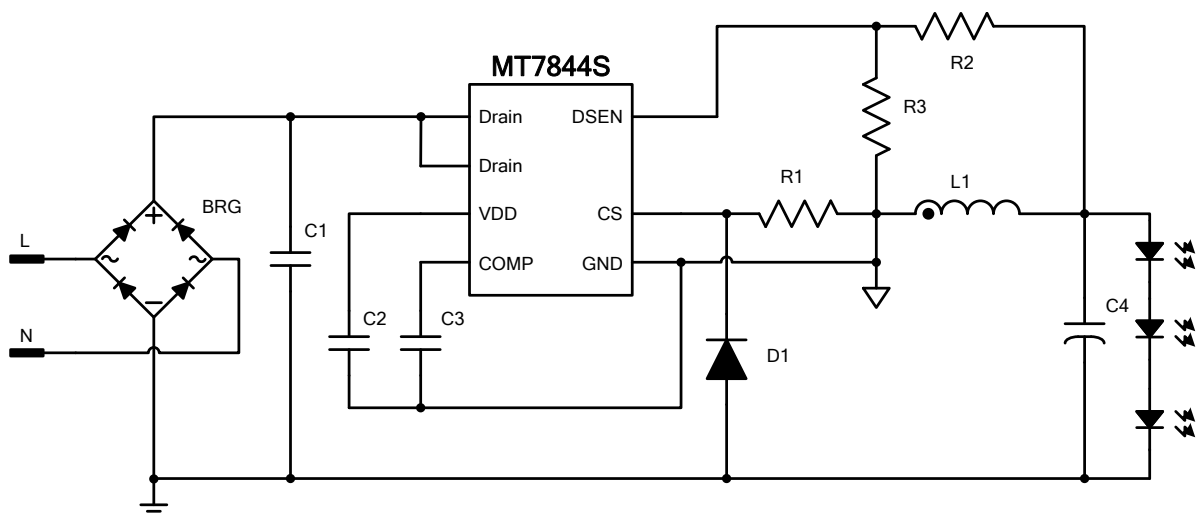 MT7844S
R2
Drain
DSEN
R3
Drain
R1
L1
BRG
VDD
CS
C1
L
COMP
GND
C2
C3
C4
N
D1